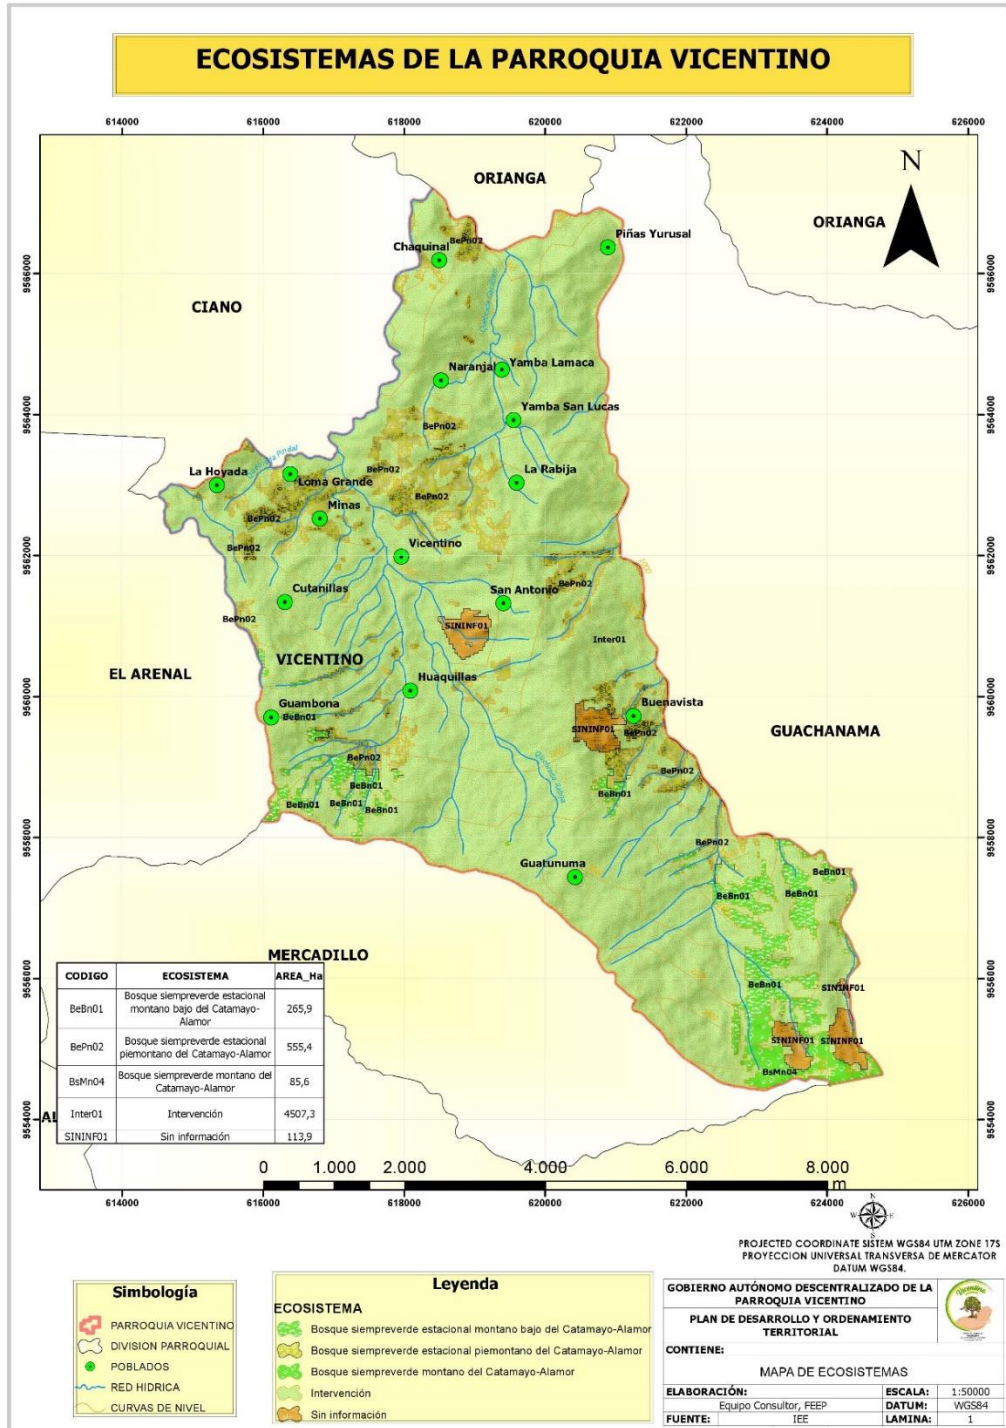 ECOSISTEMAS DE LA PARROQUIA VICENTINO
614000 616000 618000 620000 622000 624000 626000
N
ORIANGA
ORIANGA
Piñas Yurusal
BePn02
Chaquinal
9566000 9566000
CIANO
Yamba Lamaca
Naranjal
9564000 9564000
Yamba San Lucas
BePn02
La Hoyada
Loma Grande
BePn02
La Rabija
BePn02
Minas
BePn02
BePn02
Vicentino
9562000 9562000
BePn02
Cutanillas
San Antonio
BePn02
SININF01
Inter01
VICENTINO
EL ARENAL
Huaquillas
9560000 9560000
Guambona
BeBn01
Buenavista
SININF01
BePn02
GUACHANAMA
BePn02
BePn02
BeBn01
BeBn01
BeBn01
BeBn01
BeBn01
9558000 9558000
BePn02
Guatunuma
BeBn01
BeBn01
BeBn01
MERCADILLO
9556000 9556000
BeBn01
SININF01
SININF01
SININF01
BsMn04
9554000 9554000
CODIGO ECOSISTEMA AREA_Ha
BeBn01 Bosque siempreverde estacional montano bajo del Catamayo-Alamor 265,9
BePn02 Bosque siempreverde estacional piemontano del Catamayo-Alamor 555,4
BsMn04 Bosque siempreverde montano del Catamayo-Alamor 85,6
Inter01 Intervención 4507,3
SININF01 Sin información 113,9
0 1.000 2.000 4.000 6.000 8.000
m
614000 616000 618000 620000 622000 624000 626000
N
W E
S
PROJECTED COORDINATE SISTEM WGS84 UTM ZONE 17S
PROYECCION UNIVERSAL TRANSVERSA DE MERCATOR
DATUM WGS84.
Simbología
PARROQUIA VICENTINO
DIVISION PARROQUIAL
POBLADOS
RED HIDRICA
CURVAS DE NIVEL
Leyenda
ECOSISTEMA
Bosque siempreverde estacional montano bajo del Catamayo-Alamor
Bosque siempreverde estacional piemontano del Catamayo-Alamor
Bosque siempreverde montano del Catamayo-Alamor
Intervención
Sin información
GOBIERNO AUTÓNOMO DESCENTRALIZADO DE LA
PARROQUIA VICENTINO
PLAN DE DESARROLLO Y ORDENAMIENTO
TERRITORIAL
CONTIENE:
MAPA DE ECOSISTEMAS
ELABORACIÓN: ESCALA: 1:50000
Equipo Consultor, FEEP DATUM: WGS84
FUENTE: IEE LAMINA: 1
Vicentino